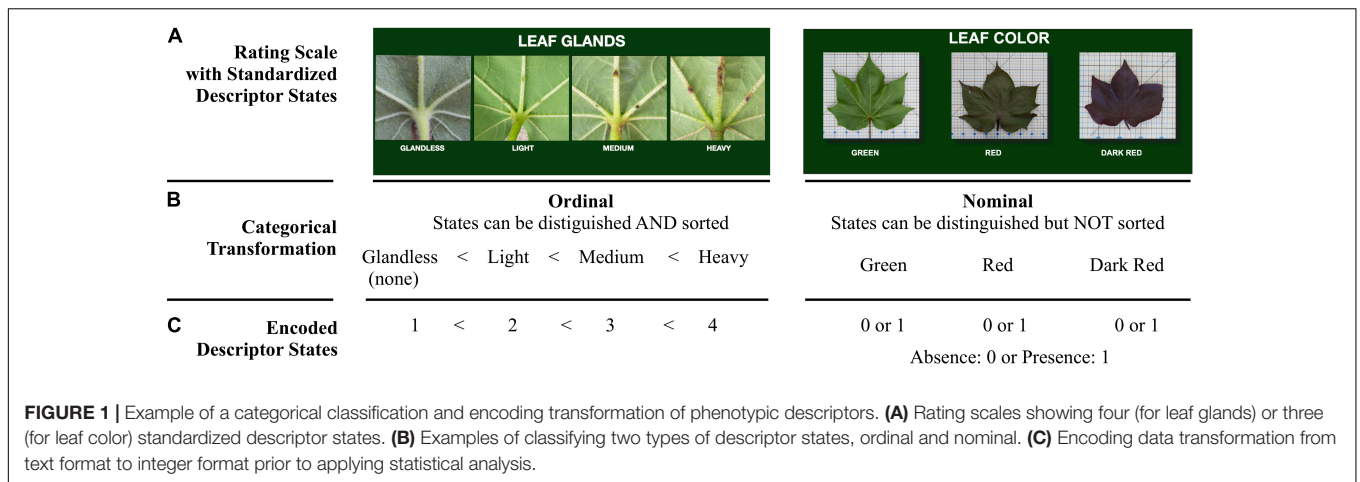 A
Rating Scale
with Standardized
Descriptor States
LEAF GLANDS
GLANDLESS LIGHT MEDIUM HEAVY
LEAF COLOR
GREEN RED DARK RED
B
Categorical
Transformation
Ordinal
States can be distiguished AND sorted
Glandless < Light < Medium < Heavy
(none)
Nominal
States can be distinguished but NOT sorted
Green Red Dark Red
C
Encoded
Descriptor States
1 < 2 < 3 < 4
0 or 1 0 or 1 0 or 1
Absence: 0 or Presence: 1
FIGURE 1 | Example of a categorical classification and encoding transformation of phenotypic descriptors. (A) Rating scales showing four (for leaf glands) or three
(for leaf color) standardized descriptor states. (B) Examples of classifying two types of descriptor states, ordinal and nominal. (C) Encoding data transformation from
text format to integer format prior to applying statistical analysis.